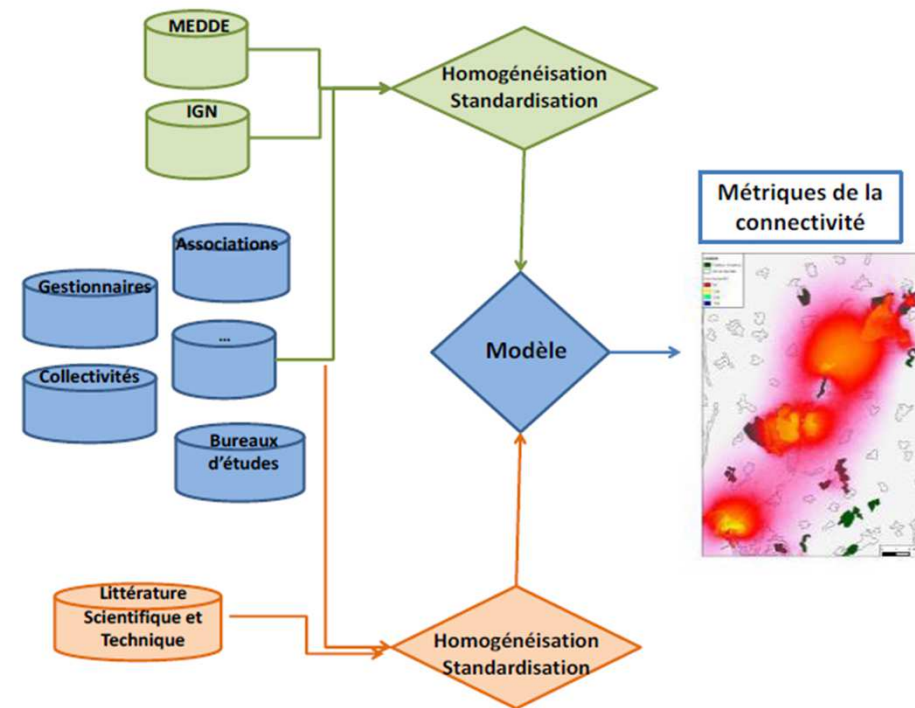 MEDDE
IGN
Homogénéisation
Standardisation
Associations
Gestionnaires
...
Collectivités
Bureaux
d'études
Modèle
Métriques de la
connectivité
Littérature
Scientifique et
Technique
Homogénéisation
Standardisation